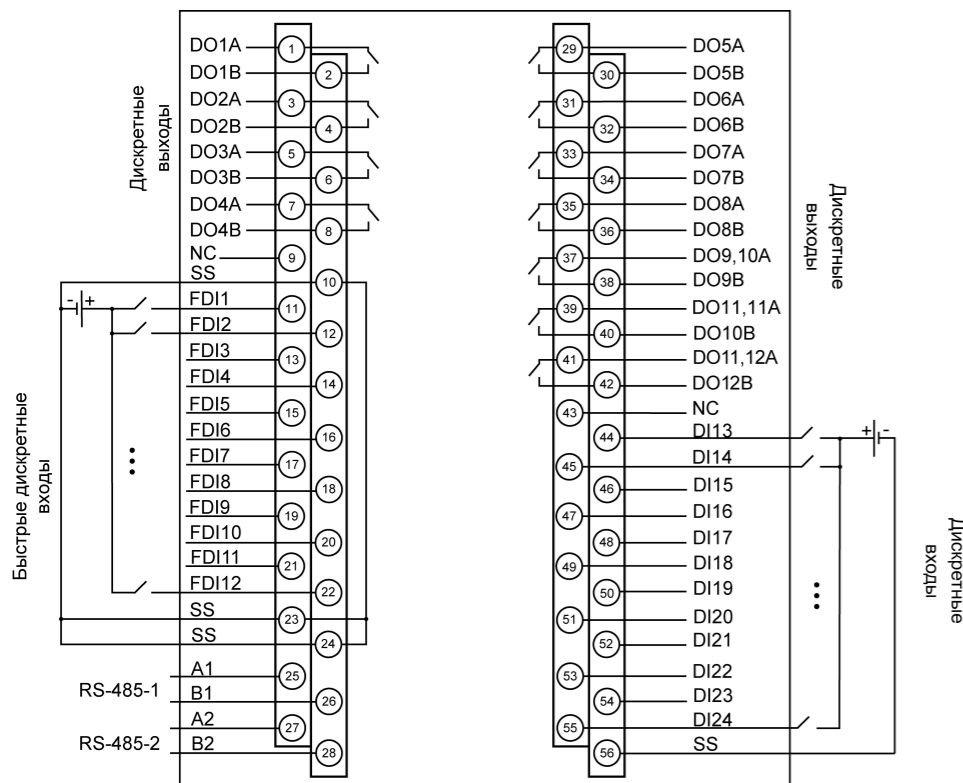 Дискретные
выходы
DO1A 1
DO1B 2
DO2A 3
DO2B 4
DO3A 5
DO3B 6
DO4A 7
DO4B 8
NC 9
SS 10
- +
FDI1 11
FDI2 12
FDI3 13
FDI4 14
FDI5 15
FDI6 16
FDI7 17
FDI8 18
FDI9 19
FDI10 20
FDI11 21
FDI12 22
SS 23
SS 24
Быстрые дискретные
входы
RS-485-1
A1 25
B1 26
RS-485-2
A2 27
B2 28
29 DO5A
30 DO5B
31 DO6A
32 DO6B
33 DO7A
34 DO7B
35 DO8A
36 DO8B
37 DO9,10A
38 DO9B
39 DO11,11A
40 DO10B
41 DO11,12A
42 DO12B
43 NC
Дискретные
выходы
44 DI13
+ -
45 DI14
46 DI15
47 DI16
48 DI17
49 DI18
50 DI19
51 DI20
52 DI21
53 DI22
54 DI23
55 DI24
56 SS
Дискретные
входы